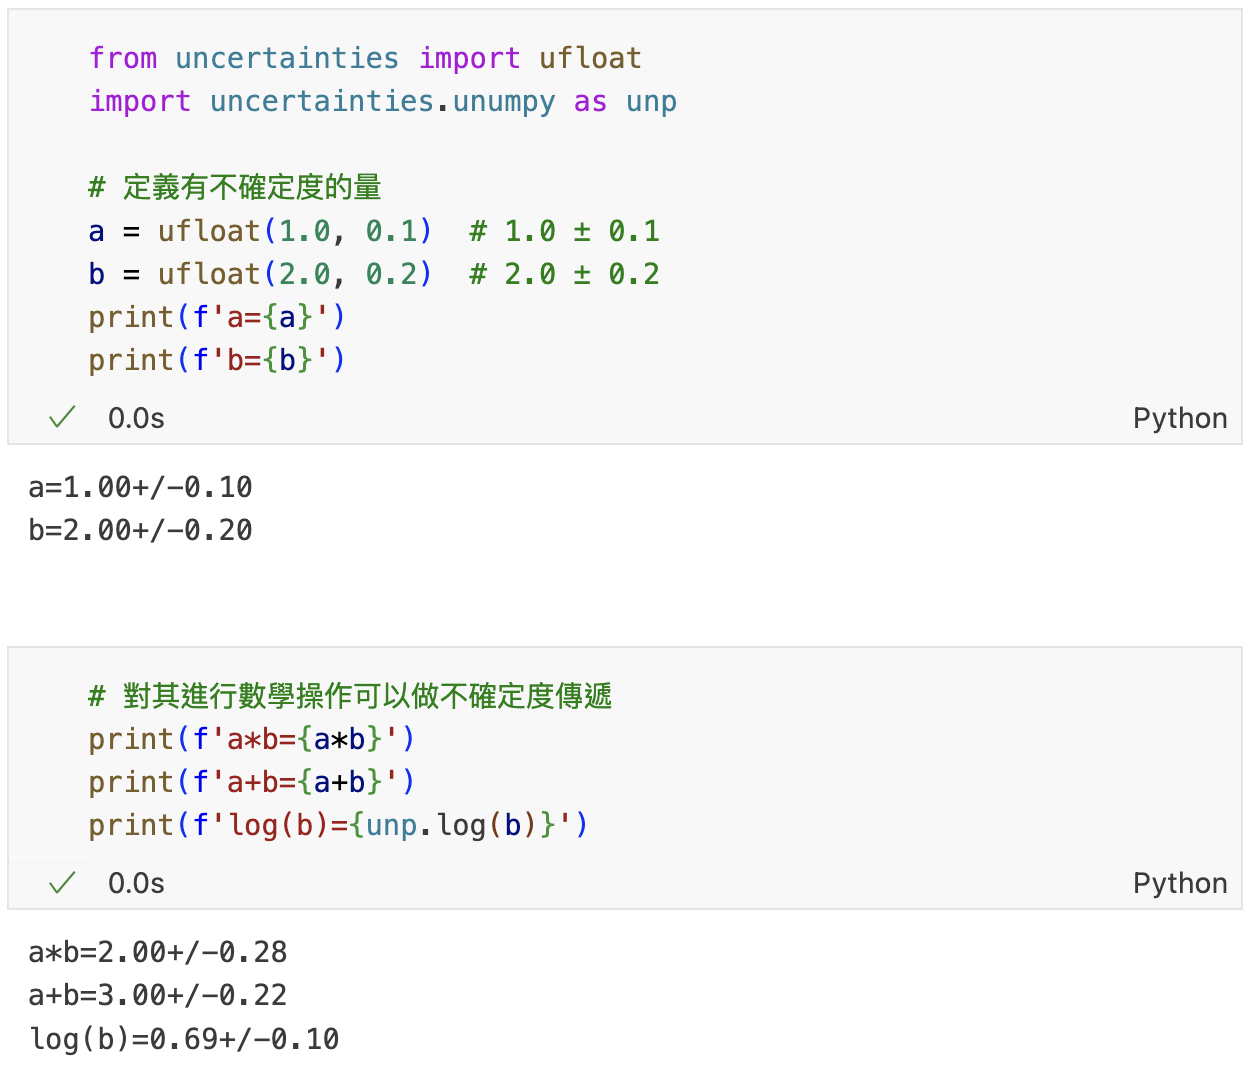 from uncertainties import ufloat
import uncertainties.unumpy as unp
# 定義有不確定度的量
a = ufloat(1.0, 0.1)  # 1.0 ± 0.1
b = ufloat(2.0, 0.2)  # 2.0 ± 0.2
print(f'a={a}')
print(f'b={b}')
0.0s
Python
a=1.00+/-0.10
b=2.00+/-0.20
# 對其進行數學操作可以做不確定度傳遞
print(f'a*b={a*b}')
print(f'a+b={a+b}')
print(f'log(b)={unp.log(b)}')
0.0s
Python
a*b=2.00+/-0.28
a+b=3.00+/-0.22
log(b)=0.69+/-0.10